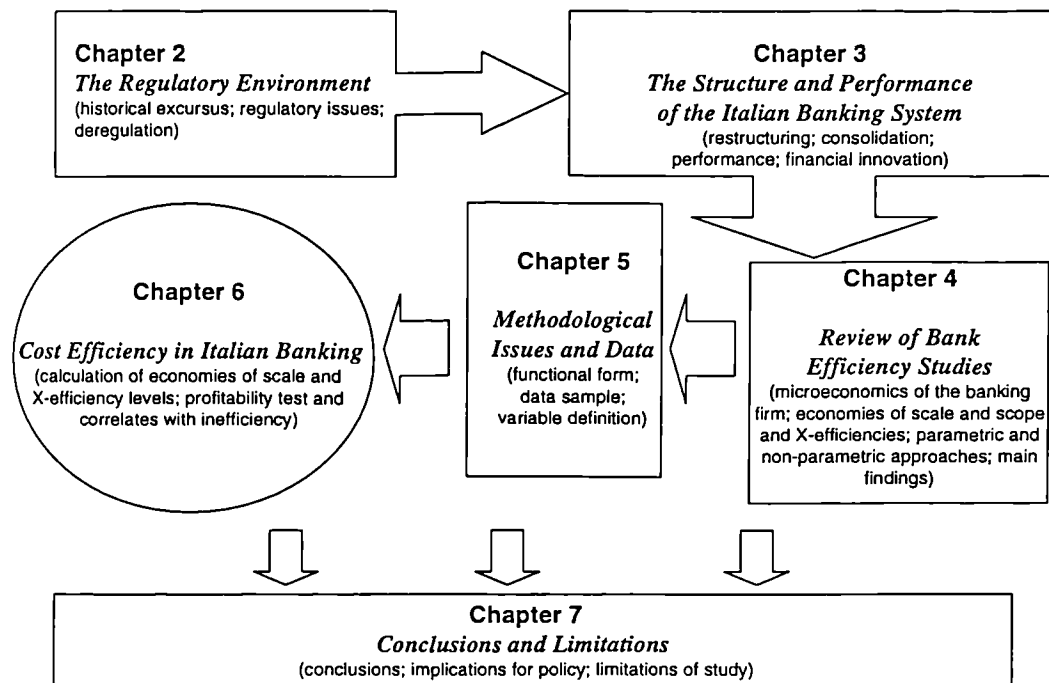 Chapter 2
The Regulatory Environment
(historical excursus; regulatory issues;
deregulation)
Chapter 3
The Structure and Performance
of the Italian Banking System
(restructuring; consolidation;
performance; financial innovation)
Chapter 4
Review of Bank
Efficiency Studies
(microeconomics of the banking
firm; economies of scale and scope
and X-efficiencies; parametric and
non-parametric approaches; main
findings)
Chapter 5
Methodological
Issues and Data
(functional form;
data sample;
variable definition)
Chapter 6
Cost Efficiency in Italian Banking
(calculation of economies of scale and
X-efficiency levels; profitability test and
correlates with inefficiency)
Chapter 7
Conclusions and Limitations
(conclusions; implications for policy; limitations of study)